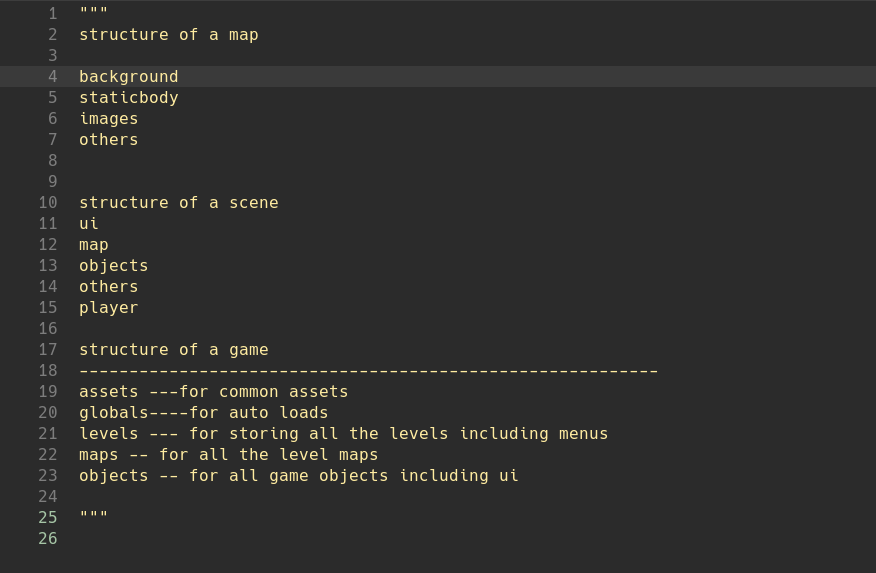 1 """
2 structure of a map
3
4 background
5 staticbody
6 images
7 others
8
9
10 structure of a scene
11 ui
12 map
13 objects
14 others
15 player
16
17 structure of a game
18 ----------------------------------------------------------
19 assets ---for common assets
20 globals----for auto loads
21 levels --- for storing all the levels including menus
22 maps -- for all the level maps
23 objects -- for all game objects including ui
24
25 """
26